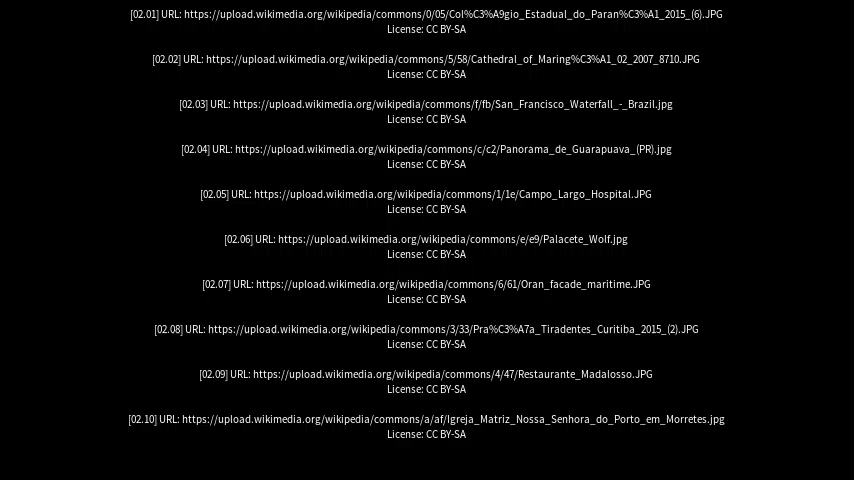 [02.01] URL: https://upload.wikimedia.org/wikipedia/commons/0/05/Col%C3%A9gio_Estadual_do_Paran%C3%A1_2015_(6).JPG
License: CC BY-SA
[02.02] URL: https://upload.wikimedia.org/wikipedia/commons/5/58/Cathedral_of_Maring%C3%A1_02_2007_8710.JPG
License: CC BY-SA
[02.03] URL: https://upload.wikimedia.org/wikipedia/commons/f/fb/San_Francisco_Waterfall_-_Brazil.jpg
License: CC BY-SA
[02.04] URL: https://upload.wikimedia.org/wikipedia/commons/c/c2/Panorama_de_Guarapuava_(PR).jpg
License: CC BY-SA
[02.05] URL: https://upload.wikimedia.org/wikipedia/commons/1/1e/Campo_Largo_Hospital.JPG
License: CC BY-SA
[02.06] URL: https://upload.wikimedia.org/wikipedia/commons/e/e9/Palacete_Wolf.jpg
License: CC BY-SA
[02.07] URL: https://upload.wikimedia.org/wikipedia/commons/6/61/Oran_facade_maritime.JPG
License: CC BY-SA
[02.08] URL: https://upload.wikimedia.org/wikipedia/commons/3/33/Pra%C3%A7a_Tiradentes_Curitiba_2015_(2).JPG
License: CC BY-SA
[02.09] URL: https://upload.wikimedia.org/wikipedia/commons/4/47/Restaurante_Madalosso.JPG
License: CC BY-SA
[02.10] URL: https://upload.wikimedia.org/wikipedia/commons/a/af/Igreja_Matriz_Nossa_Senhora_do_Porto_em_Morretes.jpg
License: CC BY-SA